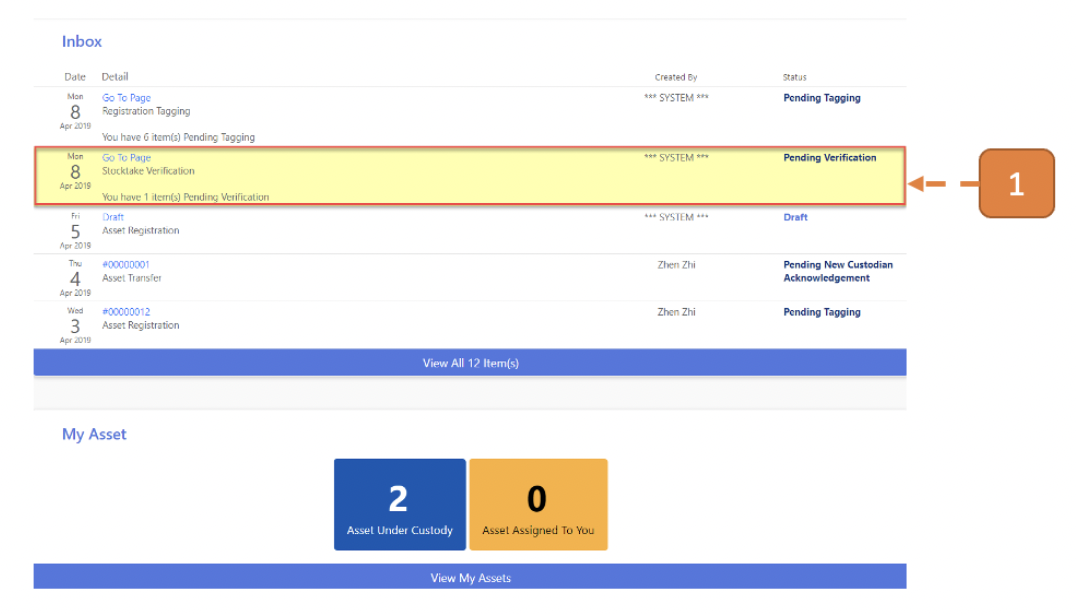 Inbox
Date Detail Created By Status
Mon
8
Apr 2019
Go To Page
Registration Tagging
You have 6 item(s) Pending Tagging
*** SYSTEM ***
Pending Tagging
Mon
8
Apr 2019
Go To Page
Stocktake Verification
You have 1 item(s) Pending Verification
*** SYSTEM ***
Pending Verification
1
Fri
5
Apr 2019
Draft
Asset Registration
*** SYSTEM ***
Draft
Thu
4
Apr 2019
#00000001
Asset Transfer
Zhen Zhi
Pending New Custodian
Acknowledgement
Wed
3
Apr 2019
#00000012
Asset Registration
Zhen Zhi
Pending Tagging
View All 12 Item(s)
My Asset
2
Asset Under Custody
0
Asset Assigned To You
View My Assets